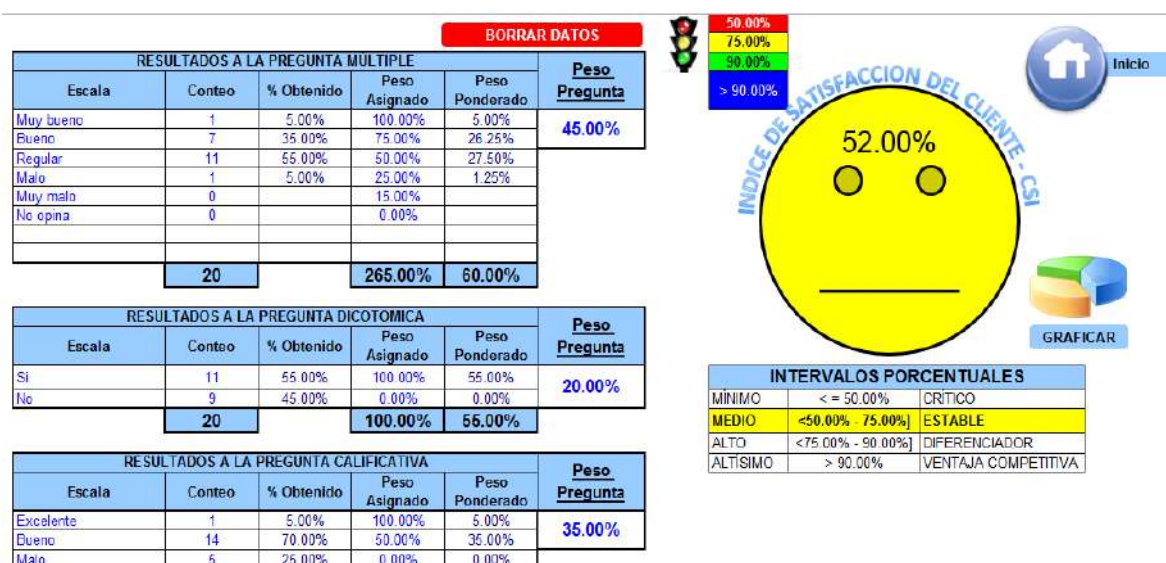 BORRAR DATOS
RESULTADOS A LA PREGUNTA MULTIPLE
Peso Pregunta
Escala Conteo % Obtenido Peso Asignado Peso Ponderado
Muy bueno 1 5.00% 100.00% 5.00%
45.00%
Bueno 7 35.00% 75.00% 26.25%
Regular 11 55.00% 50.00% 27.50%
Malo 1 5.00% 25.00% 1.25%
Muy malo 0 15.00%
No opina 0 0.00%
20 265.00% 60.00%
RESULTADOS A LA PREGUNTA DICOTOMICA
Peso Pregunta
Escala Conteo % Obtenido Peso Asignado Peso Ponderado
Si 11 55.00% 100.00% 55.00%
20.00%
No 9 45.00% 0.00% 0.00%
20 100.00% 55.00%
RESULTADOS A LA PREGUNTA CALIFICATIVA
Peso Pregunta
Escala Conteo % Obtenido Peso Asignado Peso Ponderado
Excelente 1 5.00% 100.00% 5.00%
35.00%
Bueno 14 70.00% 50.00% 35.00%
Malo 5 25.00% 0.00% 0.00%
50.00%
75.00%
90.00%
> 90.00%
Inicio
INDICE DE SATISFACCION DEL CLIENTE - CSI
52.00%
GRAFICAR
INTERVALOS PORCENTUALES
MÍNIMO < = 50.00% CRÍTICO
MEDIO <50.00% - 75.00%] ESTABLE
ALTO <75.00% - 90.00%] DIFERENCIADOR
ALTÍSIMO > 90.00% VENTAJA COMPETITIVA